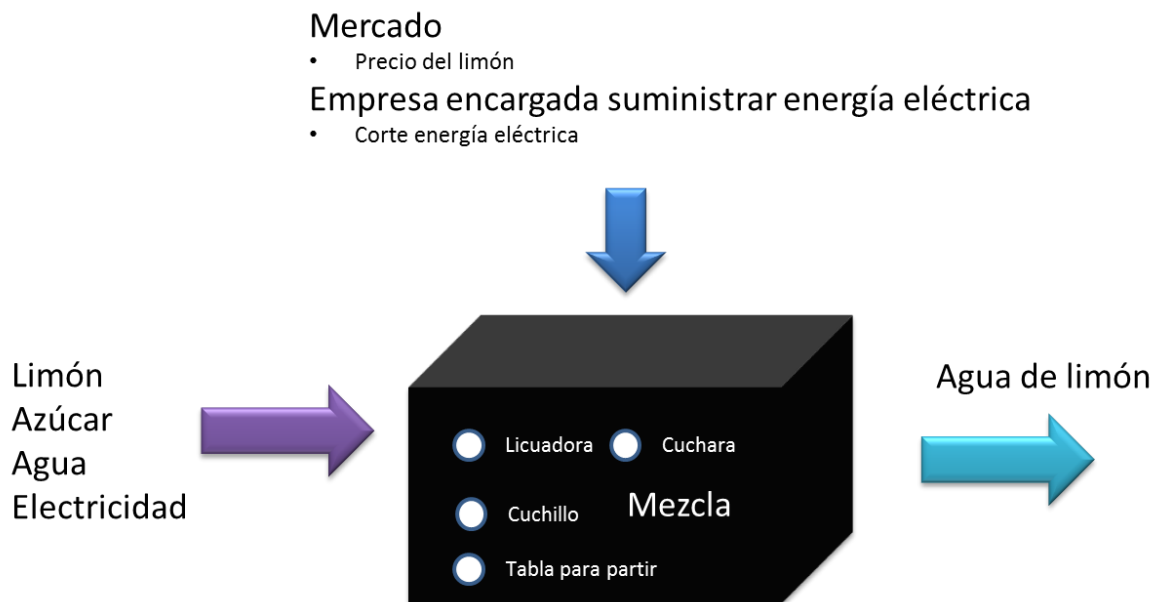 Mercado
• Precio del limón
Empresa encargada suministrar energía eléctrica
• Corte energía eléctrica
Limón
Azúcar
Agua
Electricidad
Licuadora
Cuchara
Cuchillo
Mezcla
Tabla para partir
Agua de limón